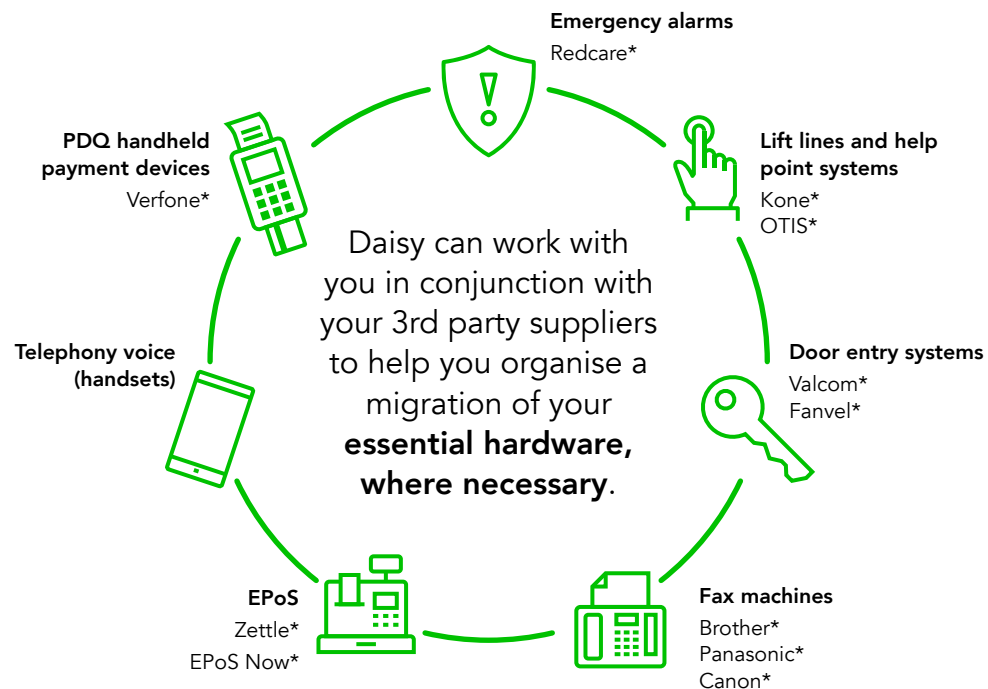 Emergency alarms
Redcare*
PDQ handheld
payment devices
Verfone*
Lift lines and help
point systems
Kone*
OTIS*
Daisy can work with
you in conjunction with
your 3rd party suppliers
to help you organise a
migration of your
essential hardware,
where necessary.
Telephony voice
(handsets)
Door entry systems
Valcom*
Fanvel*
EPoS
Zettle*
EPoS Now*
Fax machines
Brother*
Panasonic*
Canon*